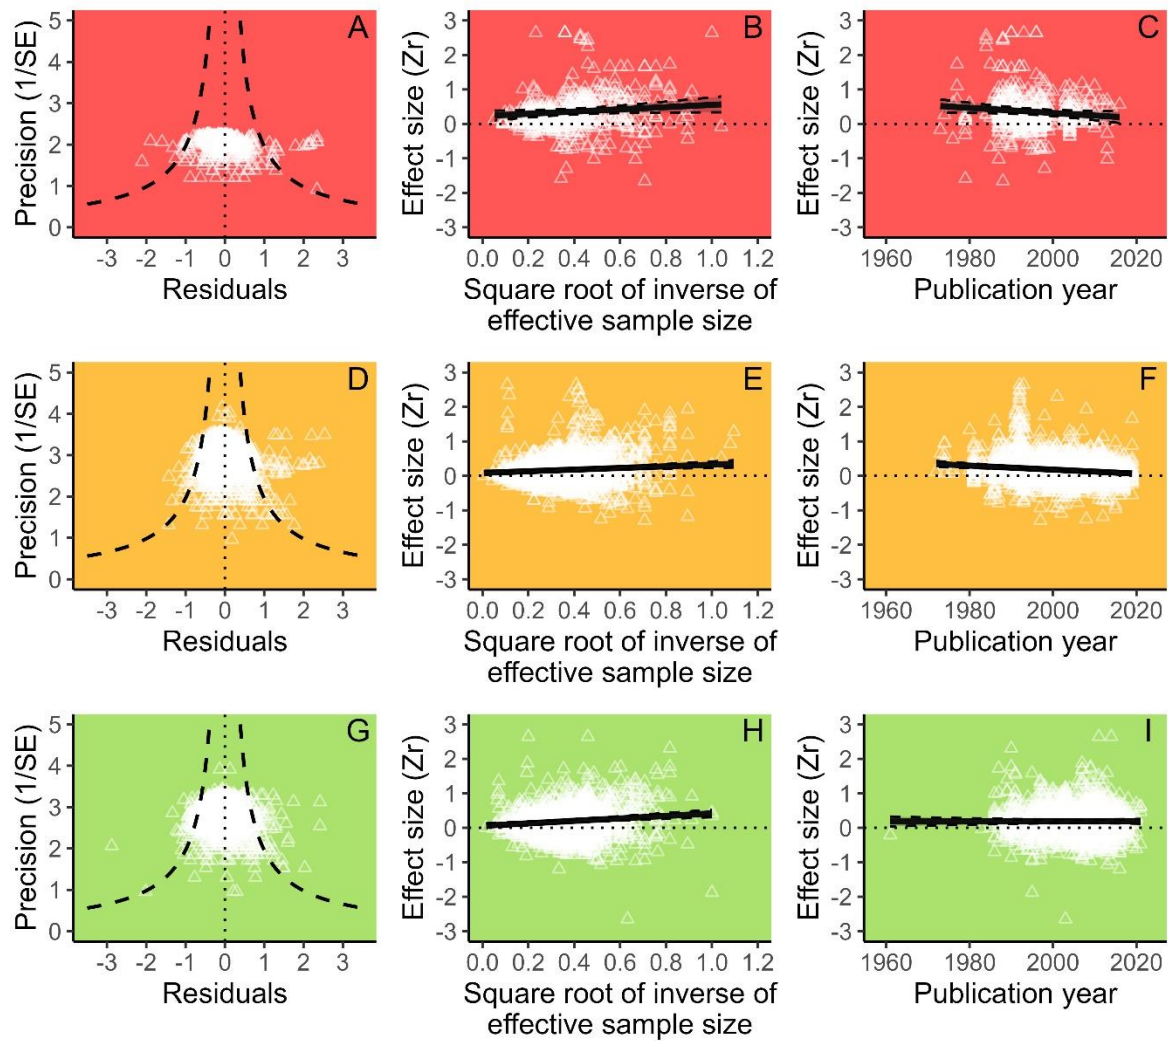 A
Precision (1/SE)
5
4
3
2
1
0
-3 -2 -1 0 1 2 3
Residuals
B
Effect size (Zr)
3
2
1
0
-1
-2
-3
0.0 0.2 0.4 0.6 0.8 1.0 1.2
Square root of inverse of
effective sample size
C
Effect size (Zr)
3
2
1
0
-1
-2
-3
1960 1980 2000 2020
Publication year
D
Precision (1/SE)
5
4
3
2
1
0
-3 -2 -1 0 1 2 3
Residuals
E
Effect size (Zr)
3
2
1
0
-1
-2
-3
0.0 0.2 0.4 0.6 0.8 1.0 1.2
Square root of inverse of
effective sample size
F
Effect size (Zr)
3
2
1
0
-1
-2
-3
1960 1980 2000 2020
Publication year
G
Precision (1/SE)
5
4
3
2
1
0
-3 -2 -1 0 1 2 3
Residuals
H
Effect size (Zr)
3
2
1
0
-1
-2
-3
0.0 0.2 0.4 0.6 0.8 1.0 1.2
Square root of inverse of
effective sample size
I
Effect size (Zr)
3
2
1
0
-1
-2
-3
1960 1980 2000 2020
Publication year